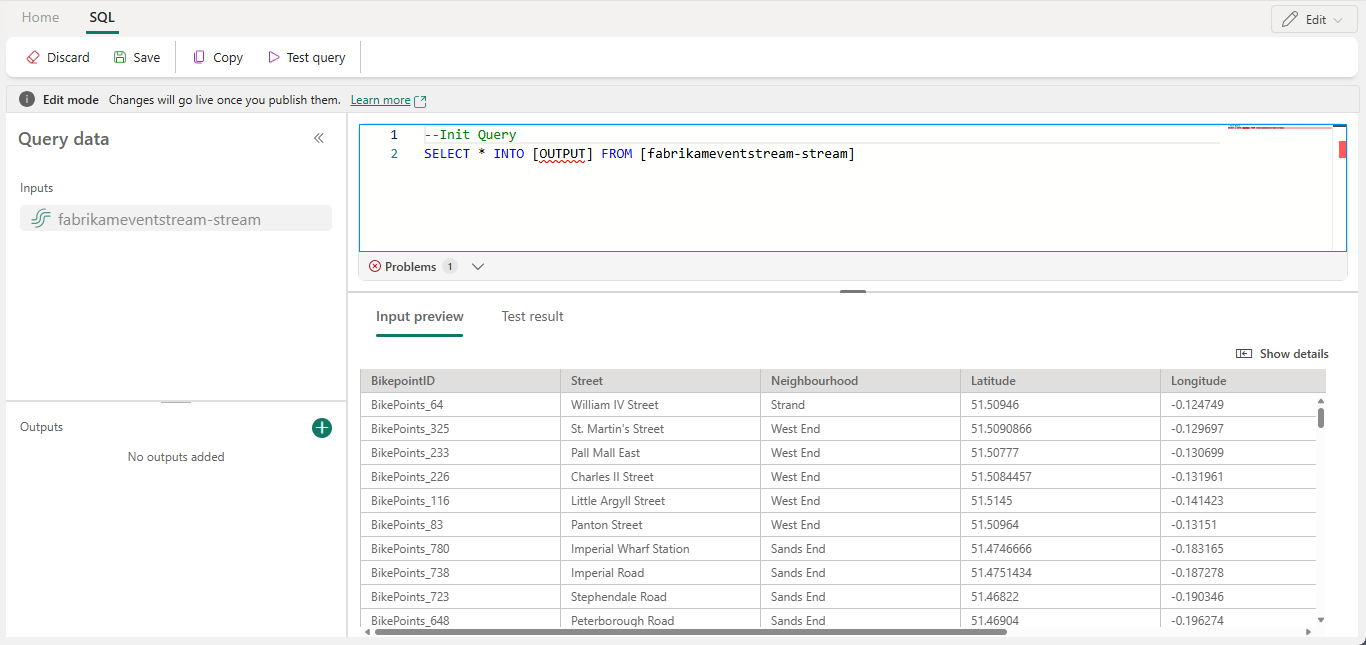 Home SQL Edit
Discard Save Copy Test query
Edit mode Changes will go live once you publish them. Learn more
Query data
Inputs
fabrikameventstream-stream
Outputs
No outputs added
1 --Init Query
2 SELECT * INTO [OUTPUT] FROM [fabrikameventstream-stream]
Problems 1
Input preview Test result
Show details
BikepointID Street Neighbourhood Latitude Longitude
BikePoints_64 William IV Street Strand 51.50946 -0.124749
BikePoints_325 St. Martin's Street West End 51.5090866 -0.129697
BikePoints_233 Pall Mall East West End 51.50777 -0.130699
BikePoints_226 Charles II Street West End 51.5084457 -0.131961
BikePoints_116 Little Argyll Street West End 51.5145 -0.141423
BikePoints_83 Panton Street West End 51.50964 -0.13151
BikePoints_780 Imperial Wharf Station Sands End 51.4746666 -0.183165
BikePoints_738 Imperial Road Sands End 51.4751434 -0.187278
BikePoints_723 Stephendale Road Sands End 51.46822 -0.190346
BikePoints_648 Peterborough Road Sands End 51.46904 -0.196274